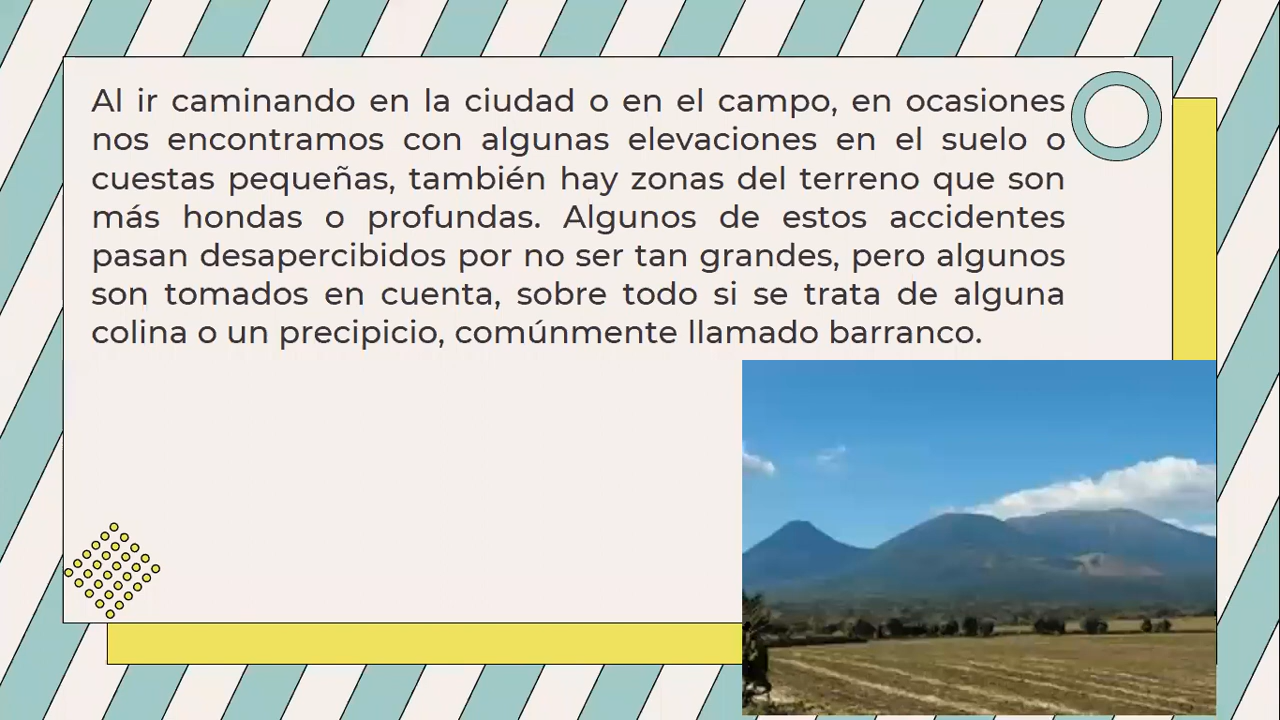 Al ir caminando en la ciudad o en el campo, en ocasiones
nos encontramos con algunas elevaciones en el suelo o
cuestas pequeñas, también hay zonas del terreno que son
más hondas o profundas. Algunos de estos accidentes
pasan desapercibidos por no ser tan grandes, pero algunos
son tomados en cuenta, sobre todo si se trata de alguna
colina o un precipicio, comúnmente llamado barranco.